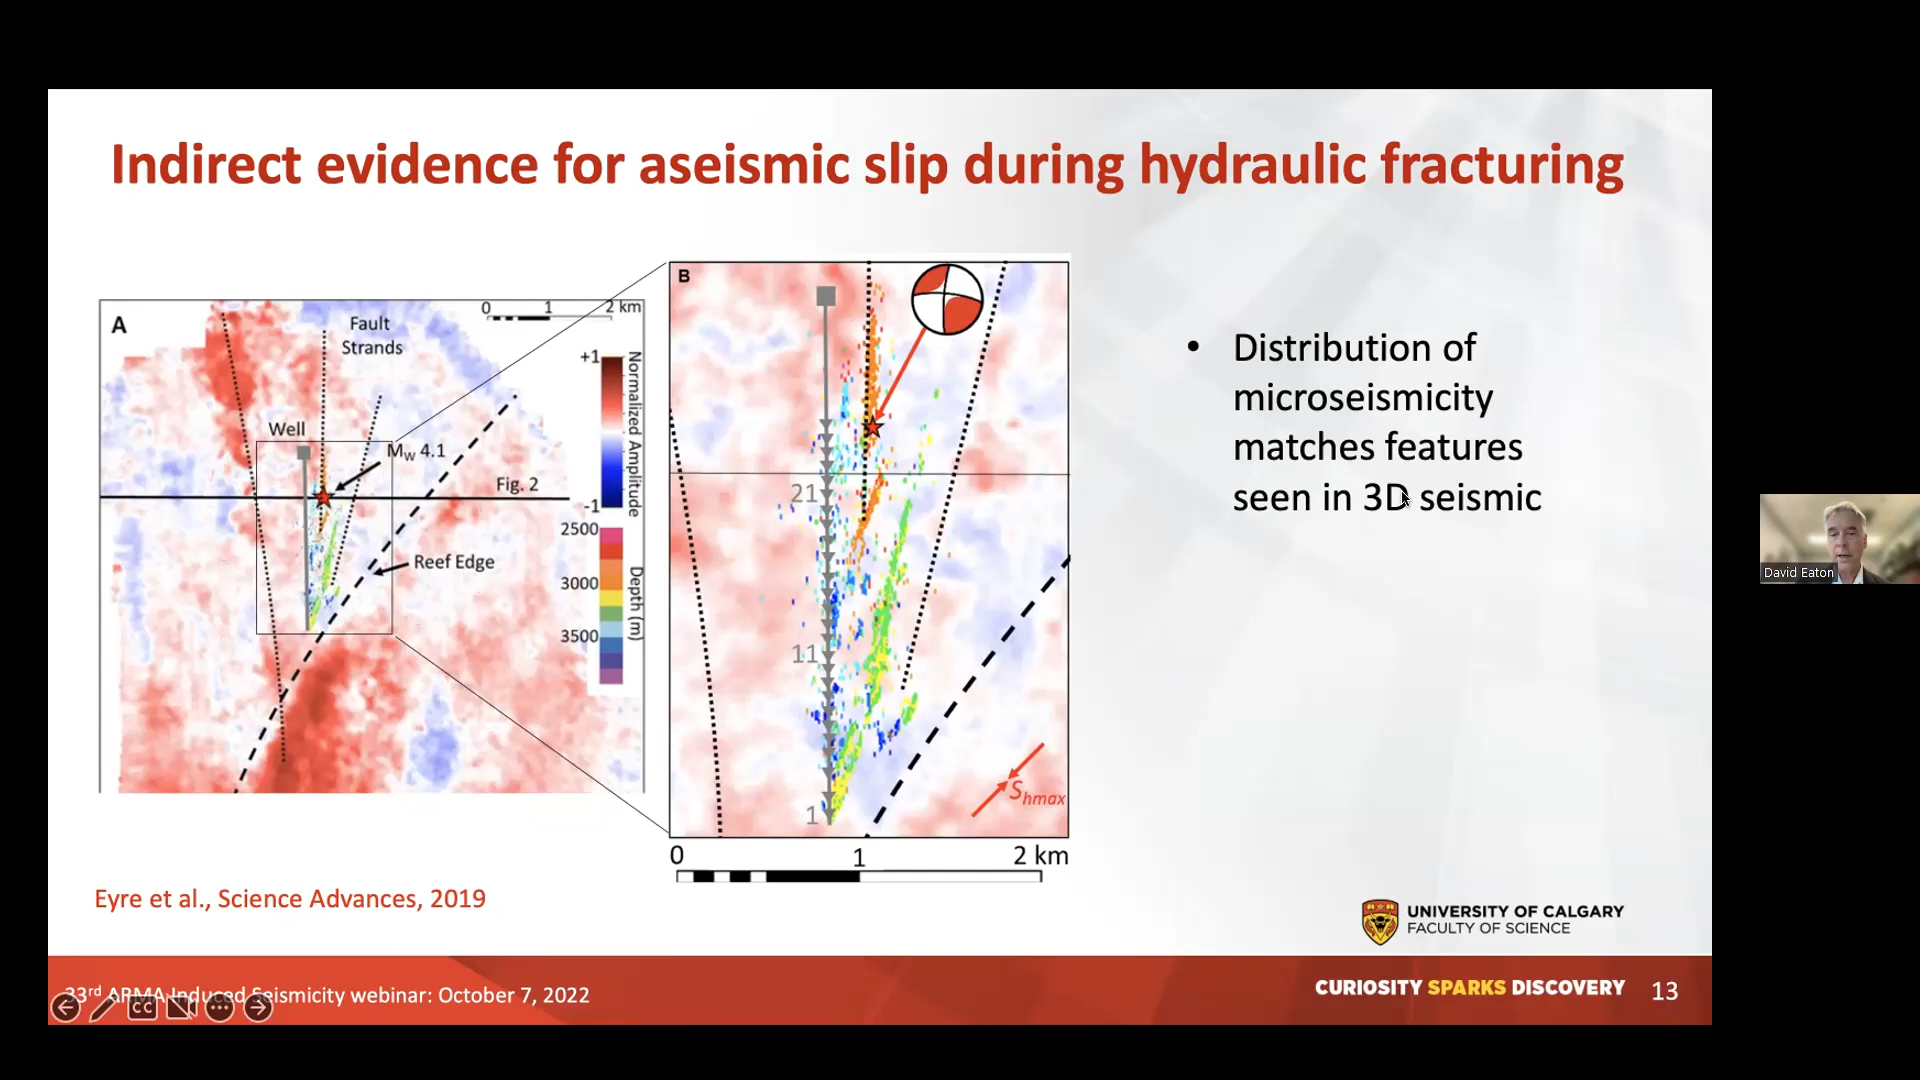 Indirect evidence for aseismic slip during hydraulic fracturing
A
Fault
Strands
0 1 2 km
+1
-1
Normalized Amplitude
Well
Mw 4.1
Fig. 2
Reef Edge
2500
3000
3500
Depth (m)
B
21
11
1
Shmax
0 1 2 km
• Distribution of
microseismicity
matches features
seen in 3D seismic
David Eaton
Eyre et al., Science Advances, 2019
UNIVERSITY OF CALGARY
FACULTY OF SCIENCE
33rd ARMA Induced Seismicity webinar: October 7, 2022
CC
CURIOSITY SPARKS DISCOVERY 13